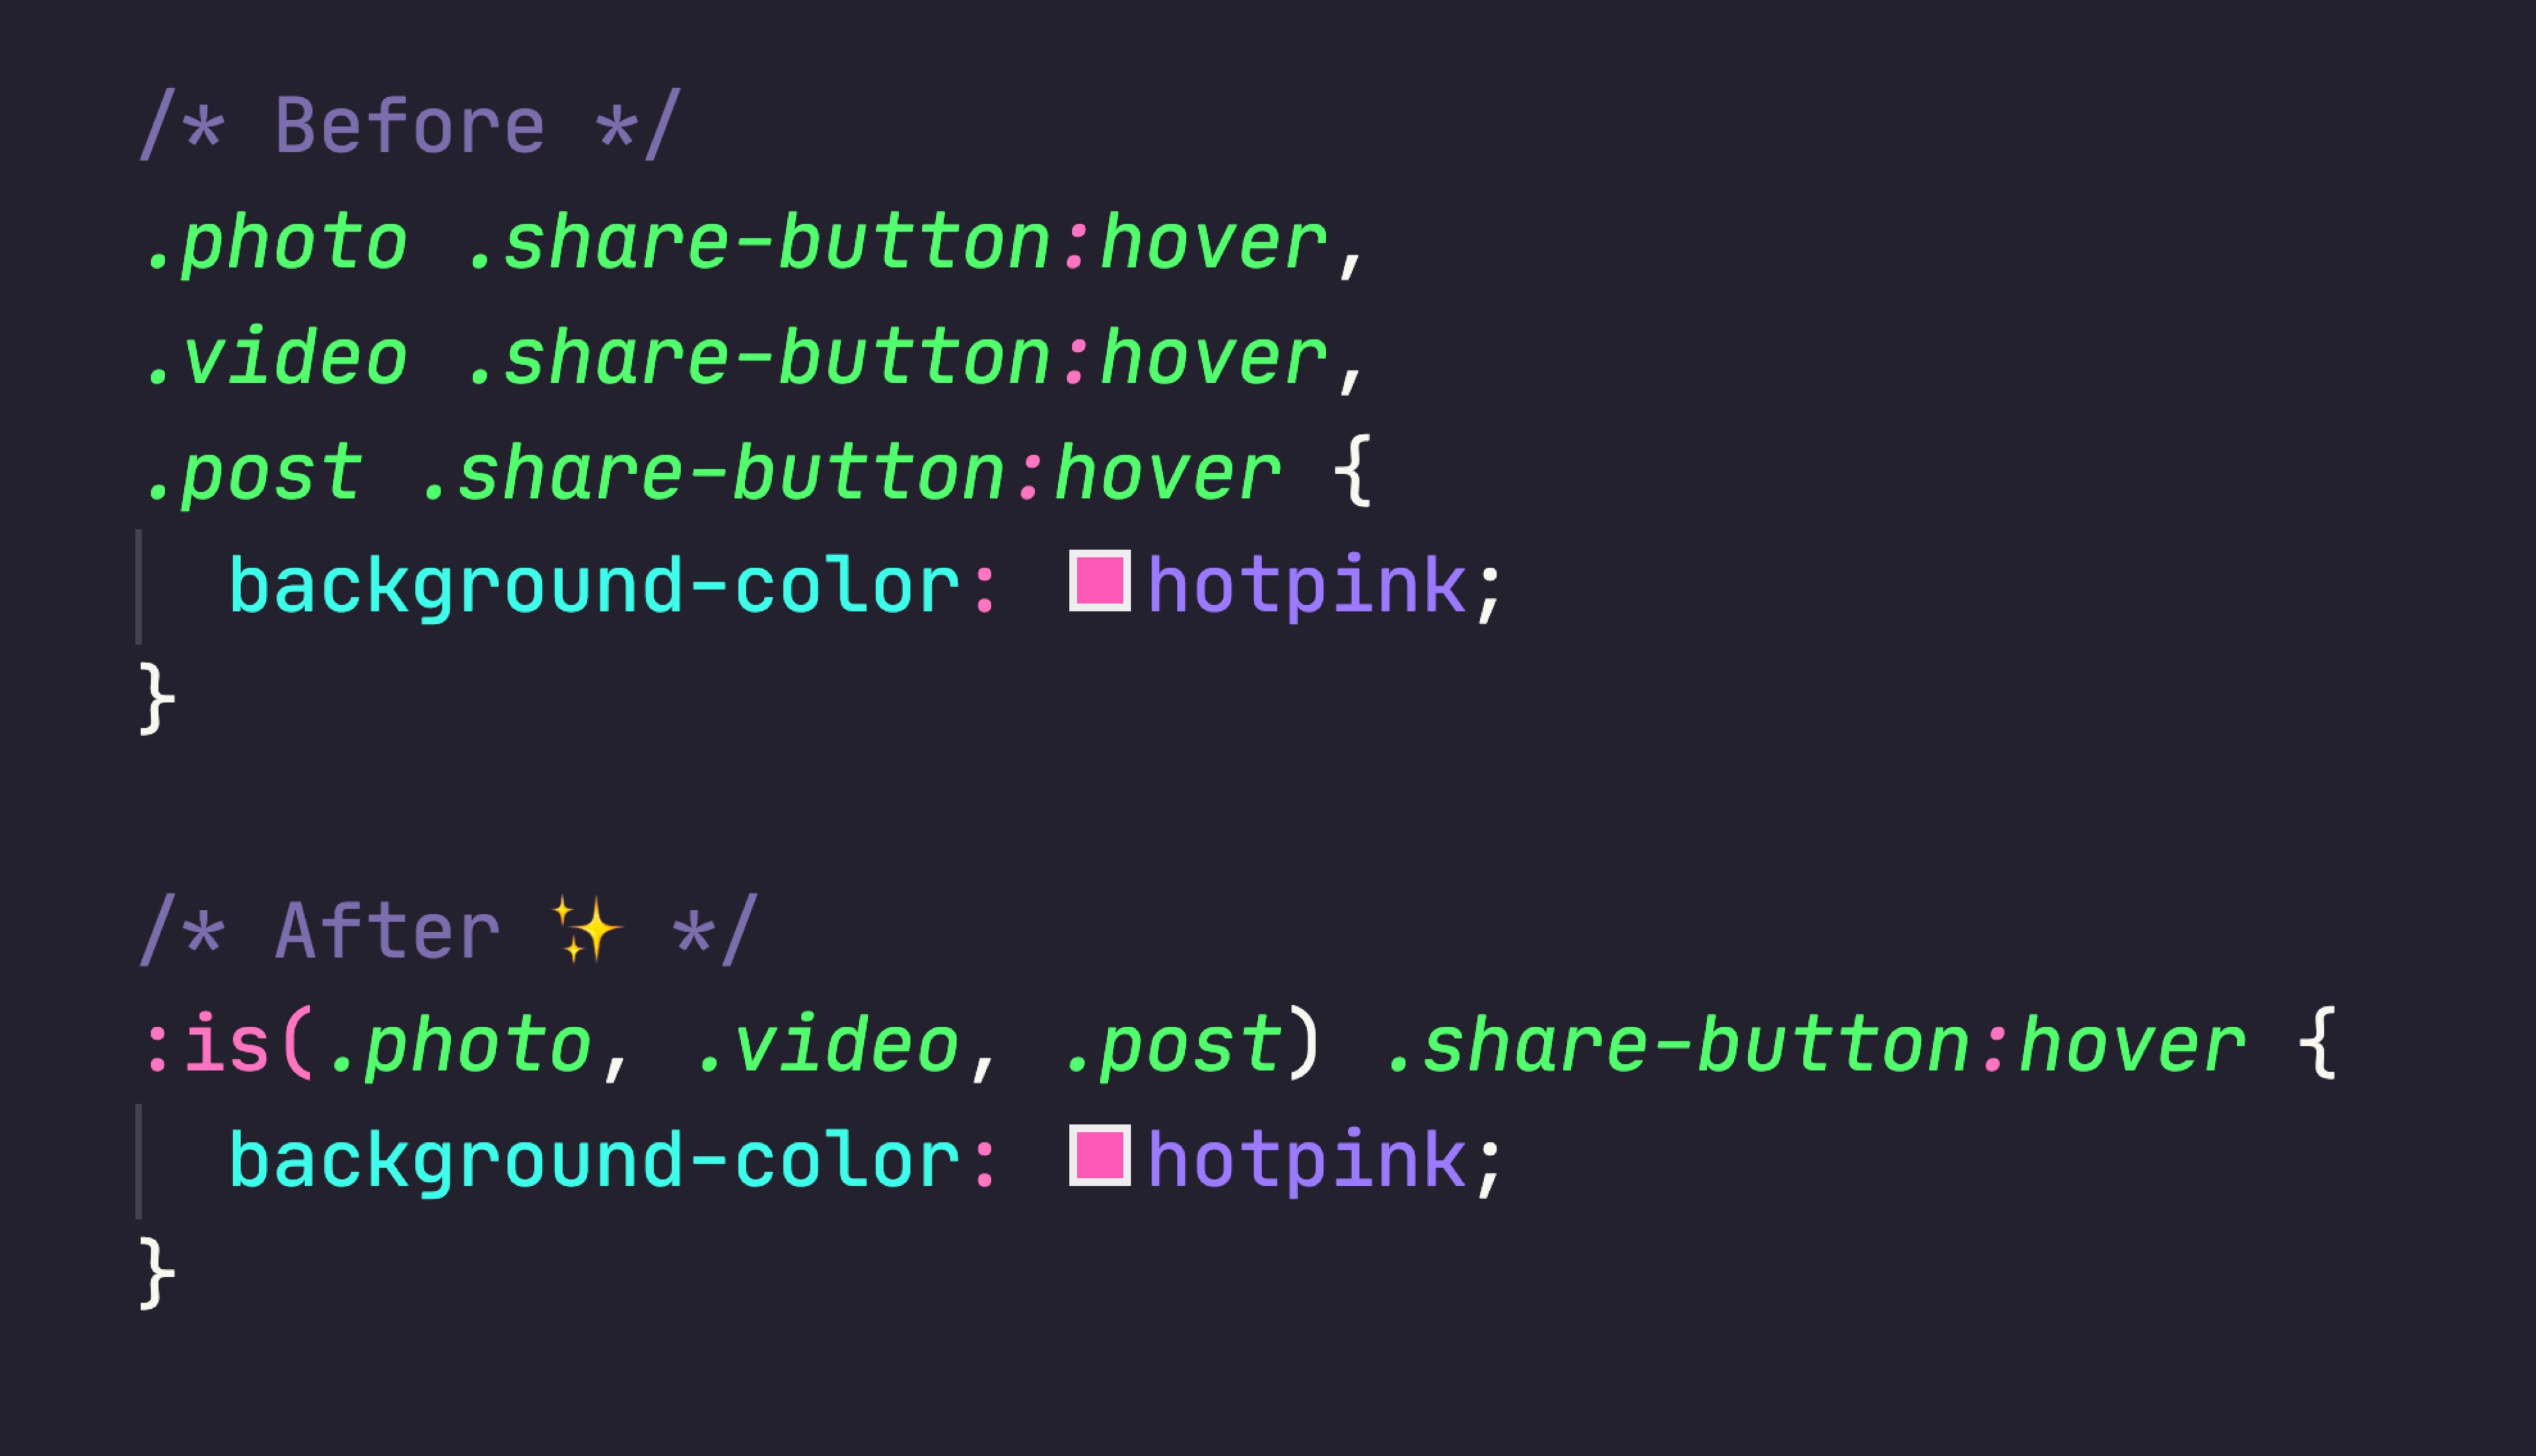 /* Before */
.photo .share-button:hover,
.video .share-button:hover,
.post .share-button:hover {
background-color: hotpink;
}
/* After ✨ */
:is(.photo, .video, .post) .share-button:hover {
background-color: hotpink;
}